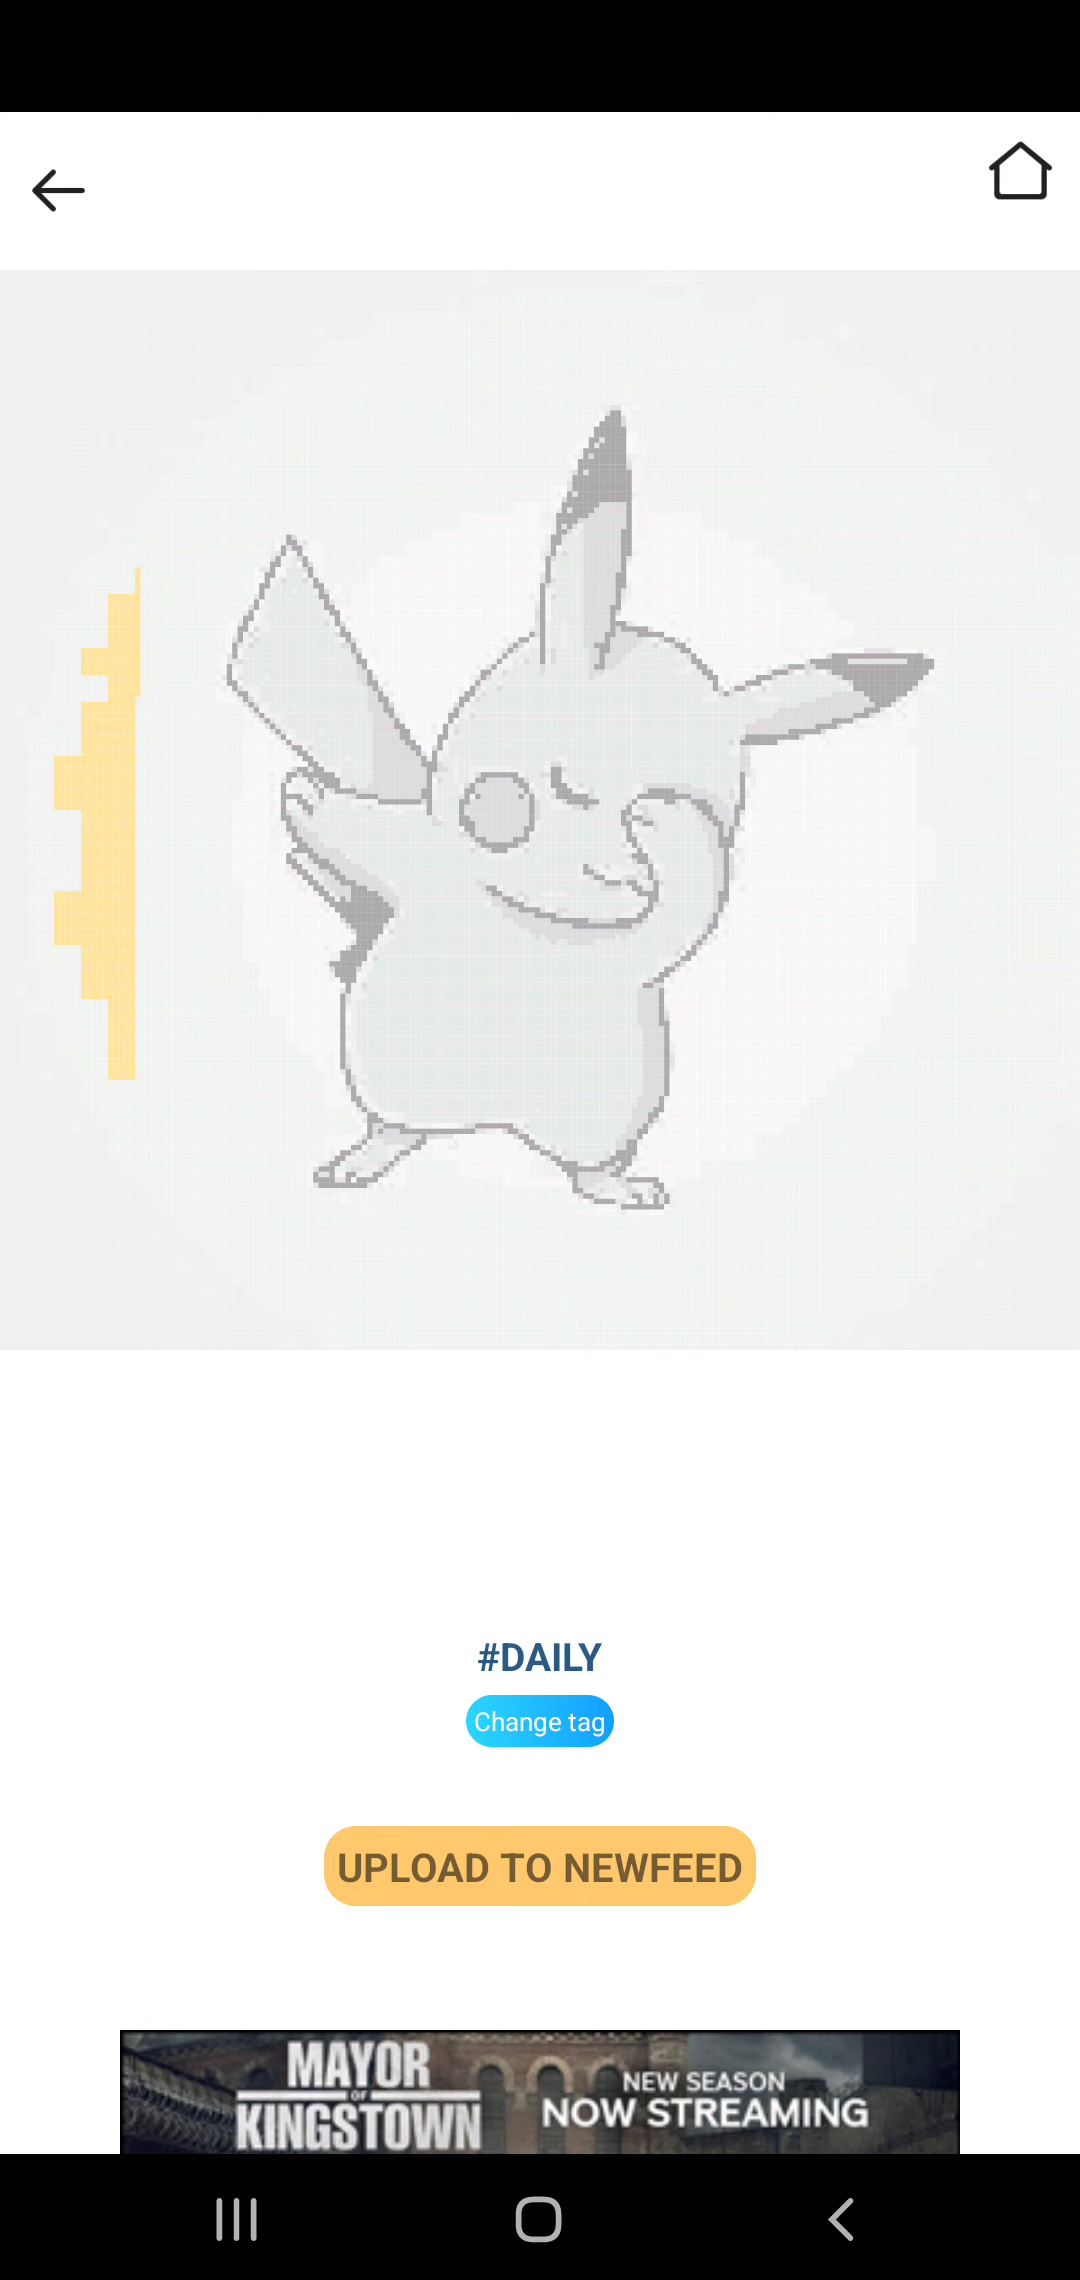 #DAILY
Change tag
UPLOAD TO NEWFEED
MAYOR
OF
KINGSTOWN
NEW SEASON
NOW STREAMING